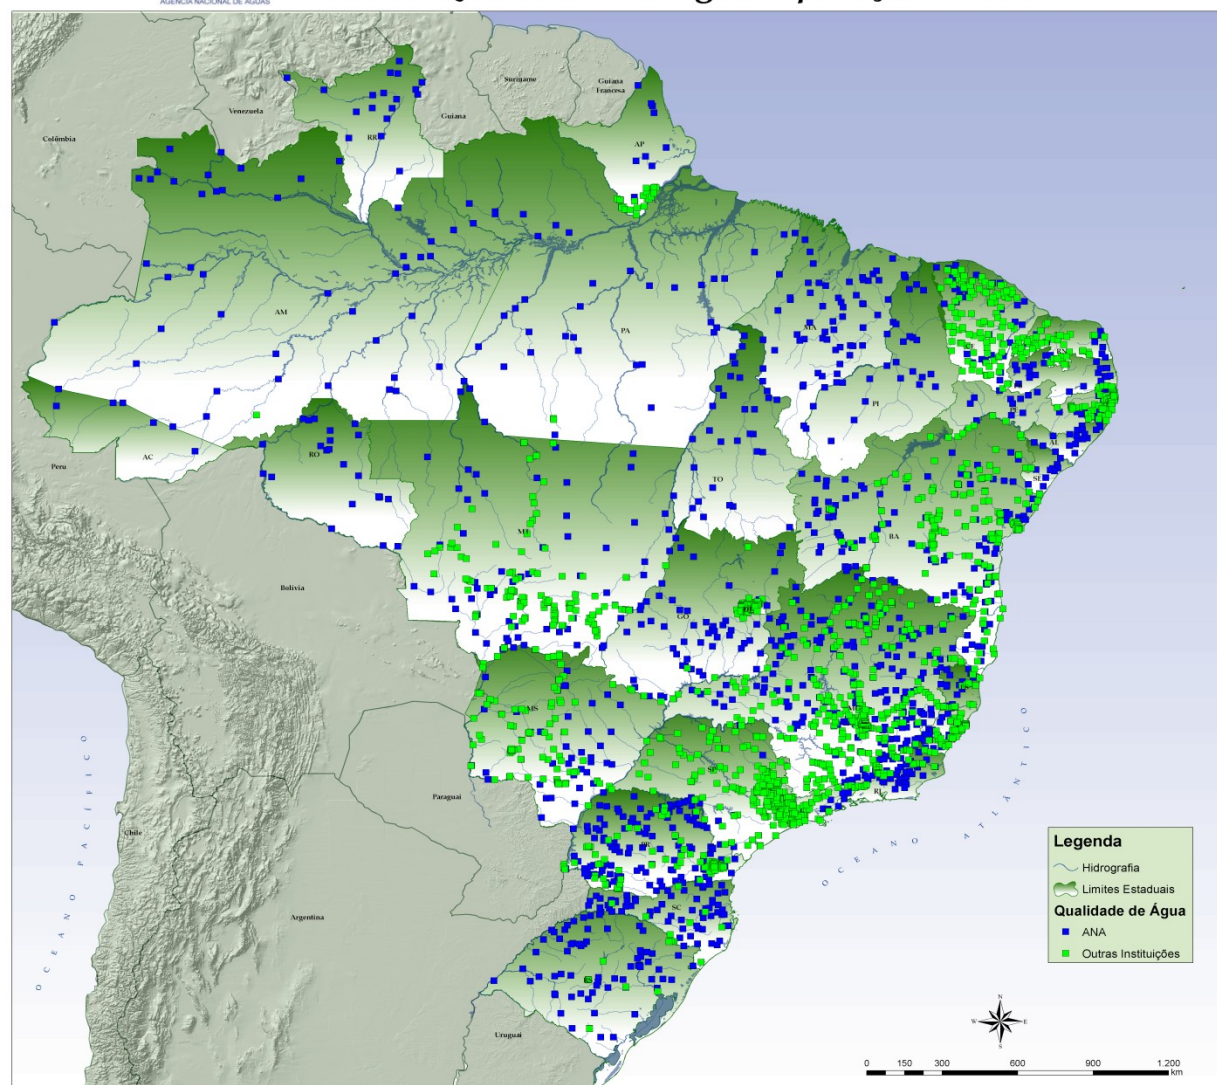 AGÊNCIA NACIONAL DE ÁGUAS
Suriname
Guiana
Francesa
Venezuela
Guiana
Colômbia
RR
AP
AM
PA
MA
PI
AC
RO
TO
AL
SE
Peru
MT
BA
Bolívia
GO
DF
MS
SP
RJ
Paraguai
PR
SC
Chile
Argentina
Uruguai
OCEANO PACÍFICO
OCEANO ATLÂNTICO
Legenda
Hidrografia
Limites Estaduais
Qualidade de Água
ANA
Outras Instituições
N
W
E
S
0 150 300 600 900 1.200
km